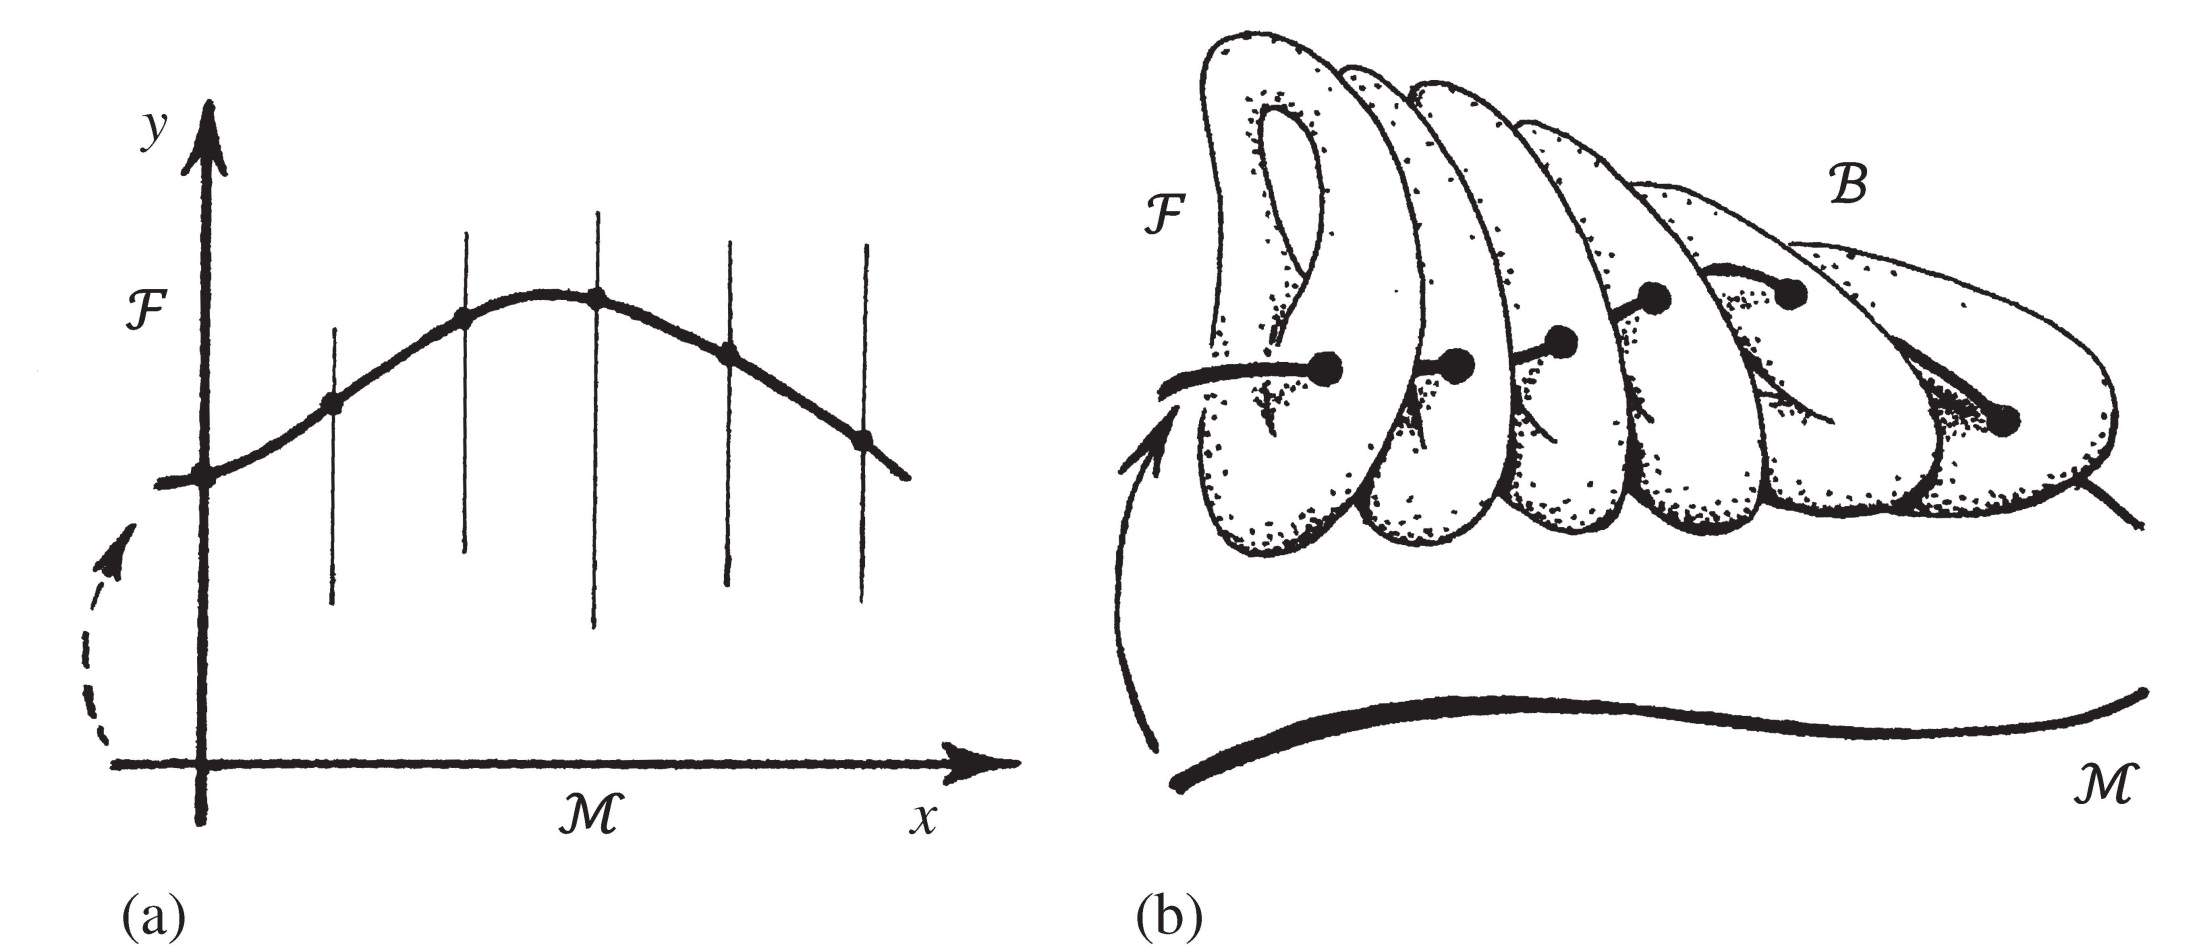 y
ℱ
ℳ
x
(a)
ℱ
ℬ
ℳ
(b)